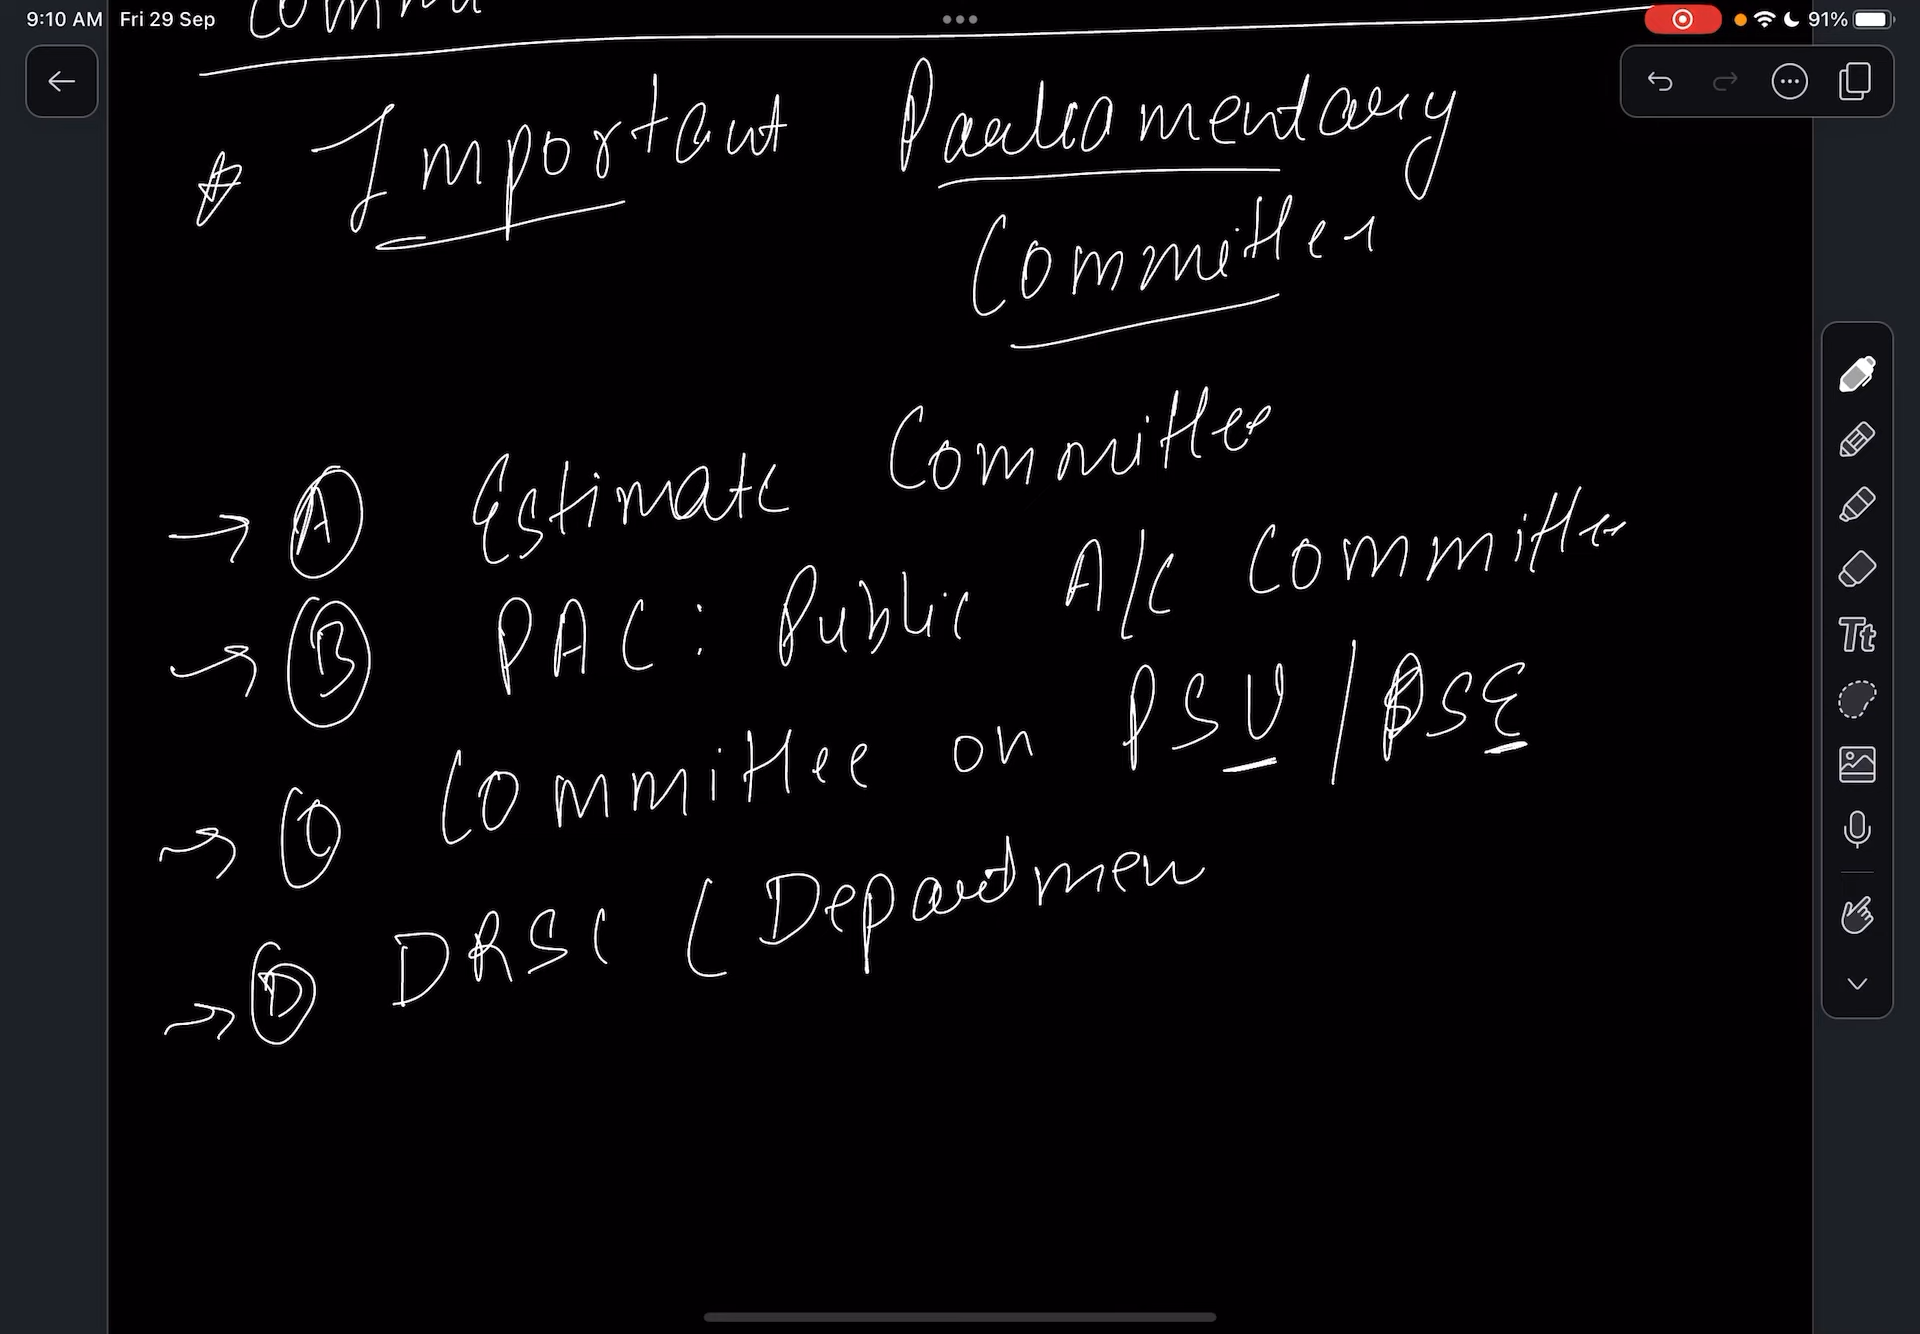 9:10 AM Fri 29 Sep
91%
Important Parliamentary
Committee
A Estimate Committee
B PAC: Public A/C Committee
C Committee on PSU / PSE
D DRSC (Departmen
Tt